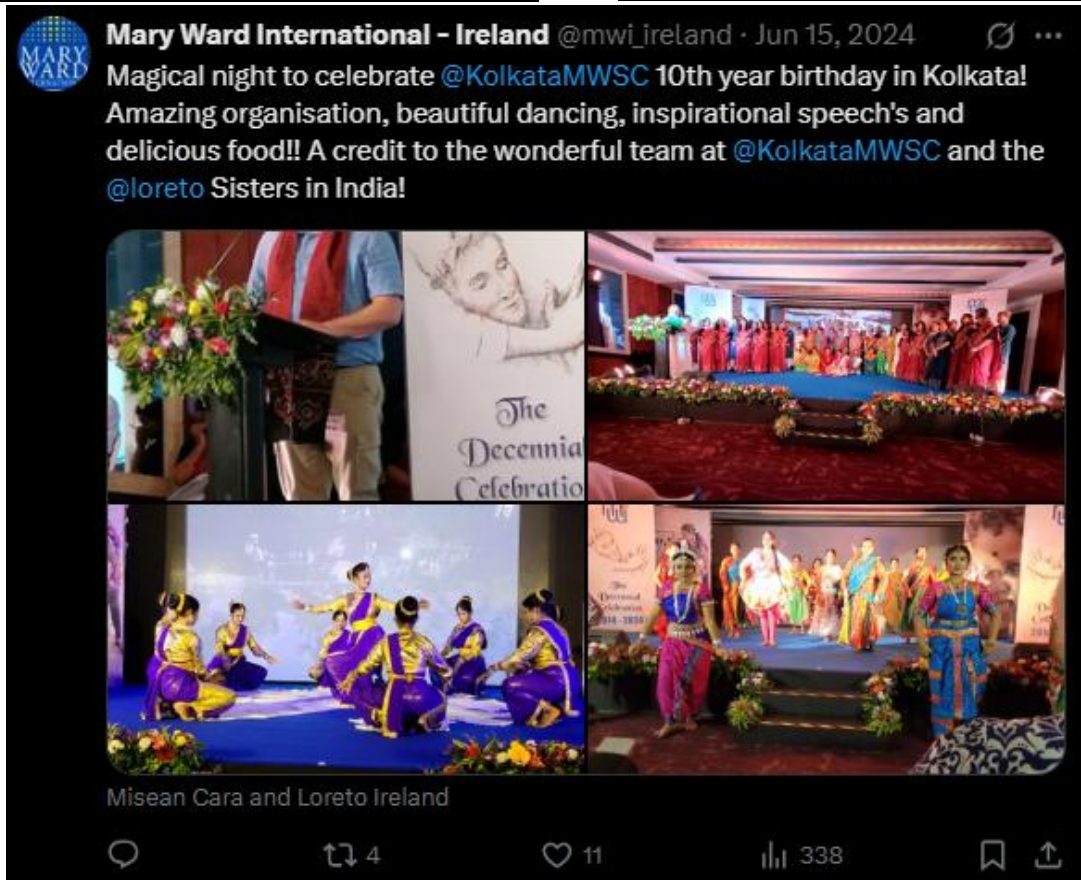 MARY
WARD
Mary Ward International - Ireland @mwi_ireland · Jun 15, 2024
Magical night to celebrate @KolkataMWSC 10th year birthday in Kolkata!
Amazing organisation, beautiful dancing, inspirational speech's and
delicious food!! A credit to the wonderful team at @KolkataMWSC and the
@loreto Sisters in India!
The
Decennial
Celebratio
The
Decennial
Celebration
Misean Cara and Loreto Ireland
4
11
338